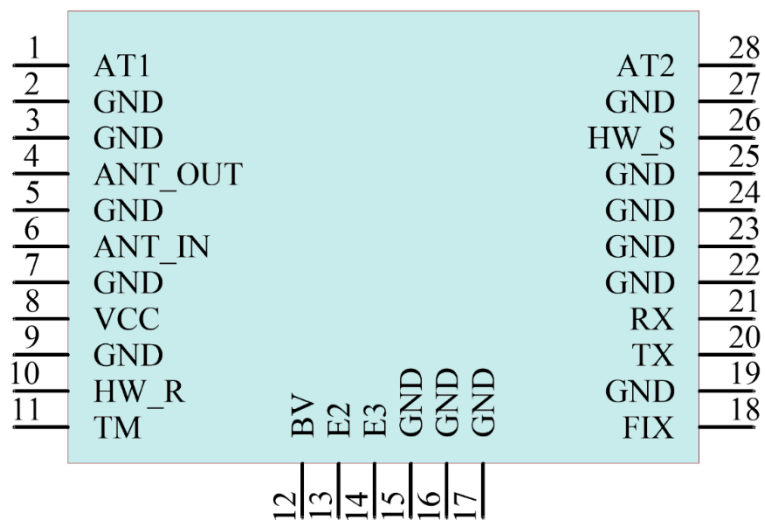 1 AT1 AT2 28
2 GND GND 27
3 GND HW_S 26
4 ANT_OUT GND 25
5 GND GND 24
6 ANT_IN GND 23
7 GND GND 22
8 VCC RX 21
9 GND TX 20
10 HW_R GND 19
11 TM FIX 18
BV E2 E3 GND GND GND
12 13 14 15 16 17